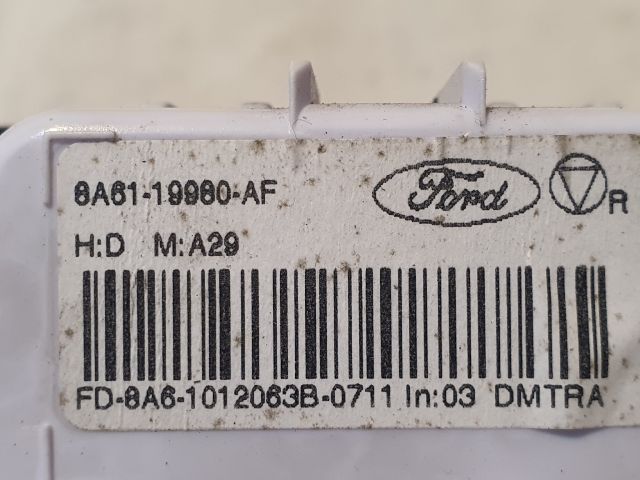 8A61-19980-AF
Ford
R
H:D M:A29
FD-8A6-1012063B-0711 In:03 DMTRA